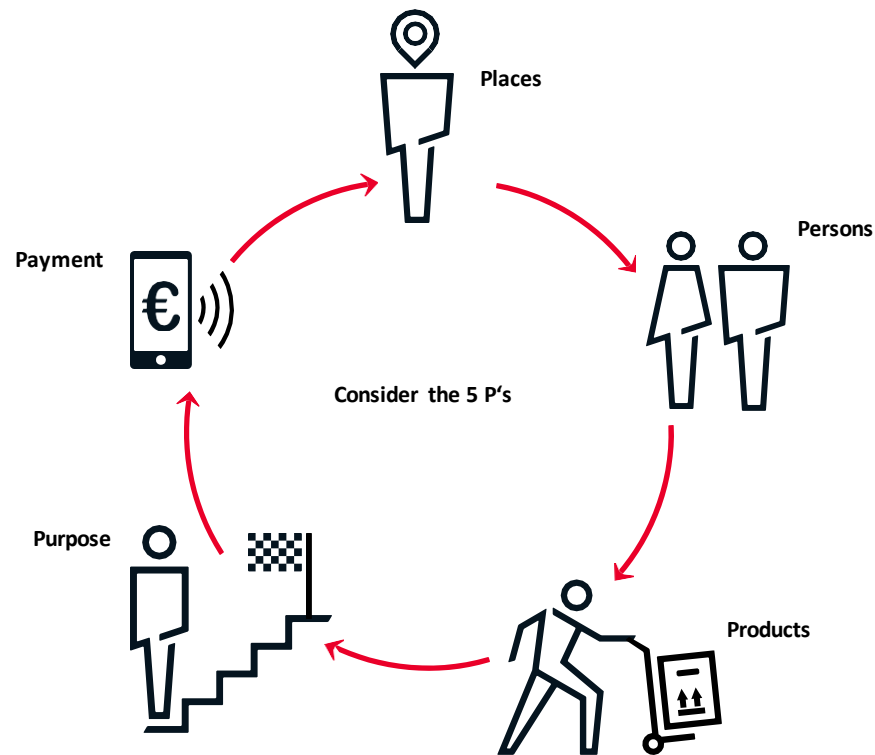 Places
Persons
Payment
€
Consider the 5 P‘s
Purpose
Products